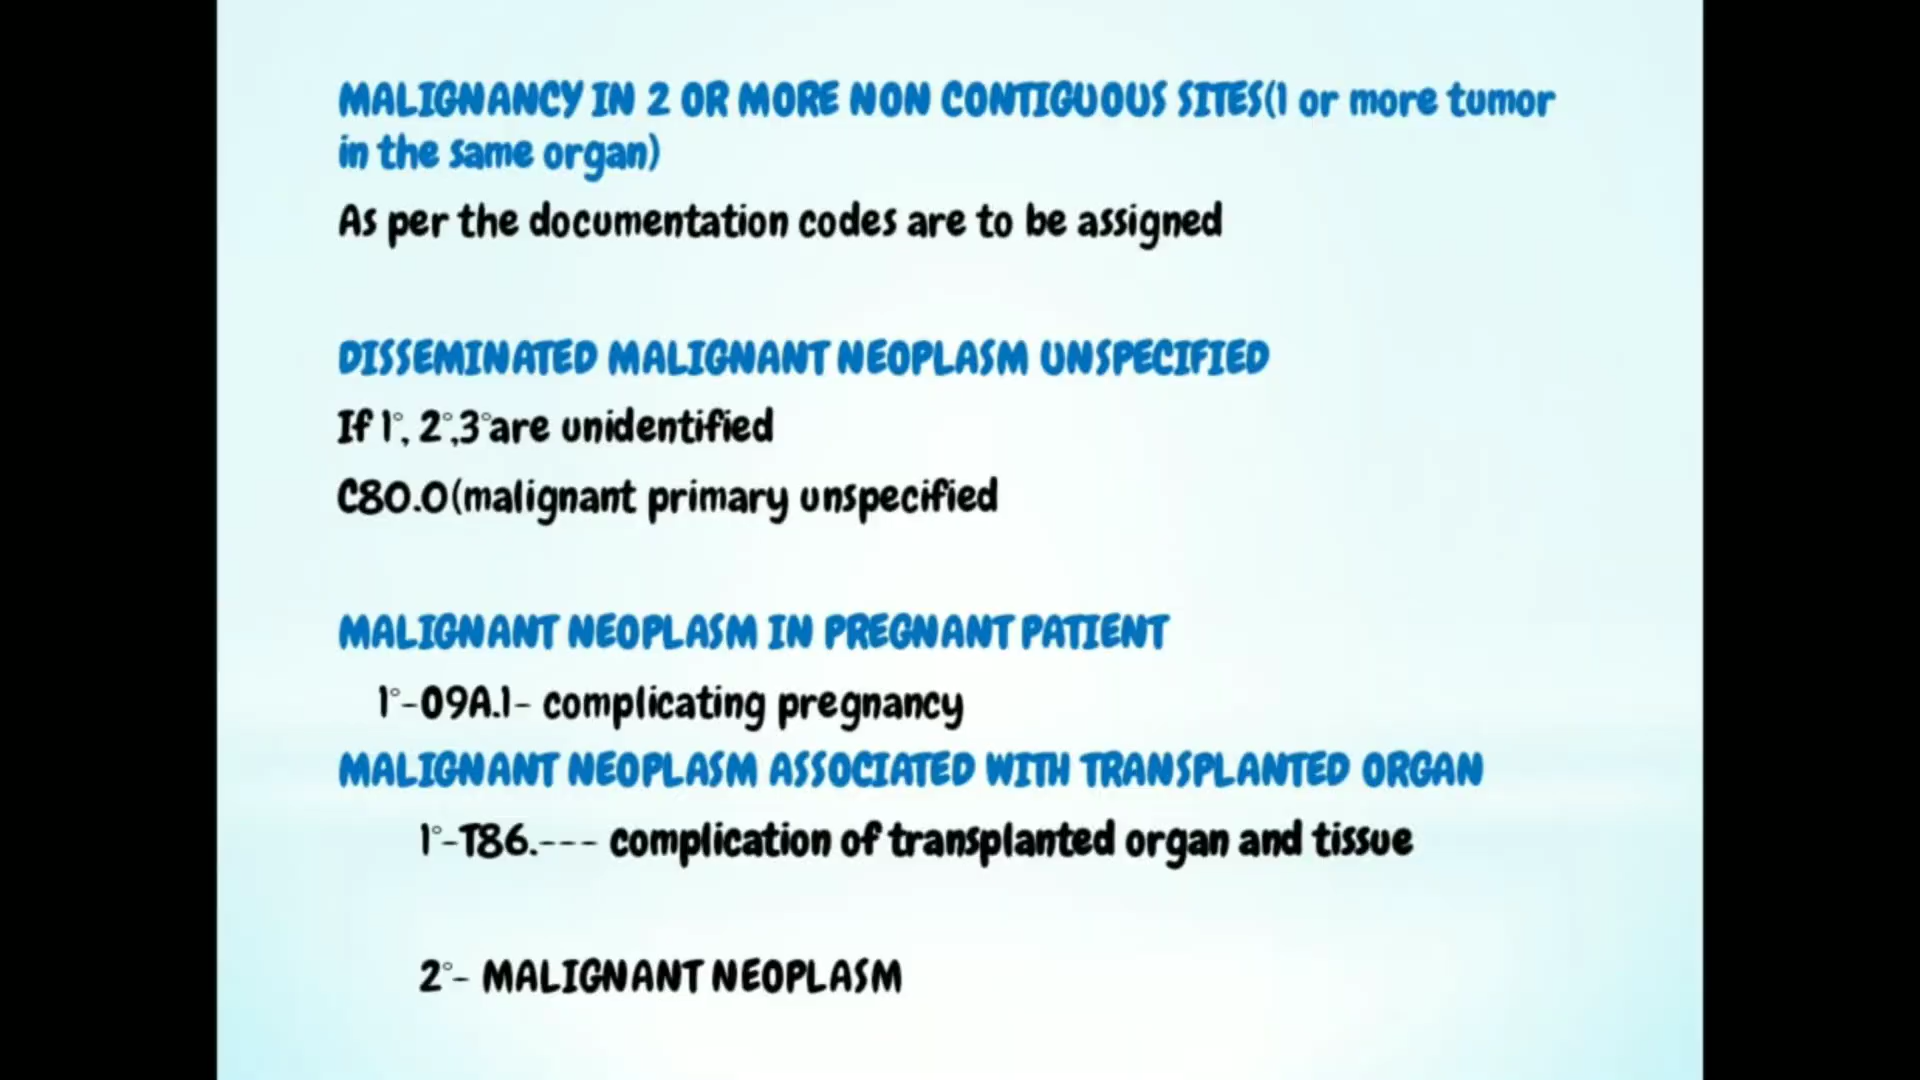 MALIGNANCY IN 2 OR MORE NON CONTIGUOUS SITES(1 or more tumor
in the same organ)
As per the documentation codes are to be assigned
DISSEMINATED MALIGNANT NEOPLASM UNSPECIFIED
If 1°, 2°,3°are unidentified
C80.0(malignant primary unspecified
MALIGNANT NEOPLASM IN PREGNANT PATIENT
1°-O9A.1- complicating pregnancy
MALIGNANT NEOPLASM ASSOCIATED WITH TRANSPLANTED ORGAN
1°-T86.--- complication of transplanted organ and tissue
2°- MALIGNANT NEOPLASM